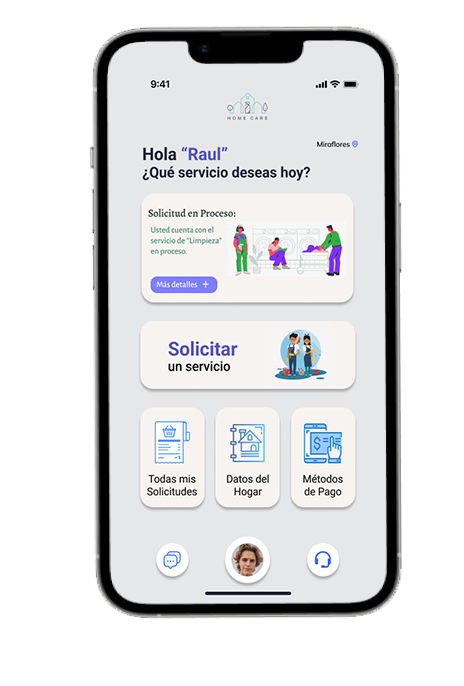 9:41
HOME CARE
Miraflores
Hola “Raul”
¿Qué servicio deseas hoy?
Solicitud en Proceso:
Usted cuenta con el
servicio de “Limpieza”
en proceso.
Más detalles +
Solicitar
un servicio
Todas mis
Solicitudes
Datos del
Hogar
Métodos
de Pago